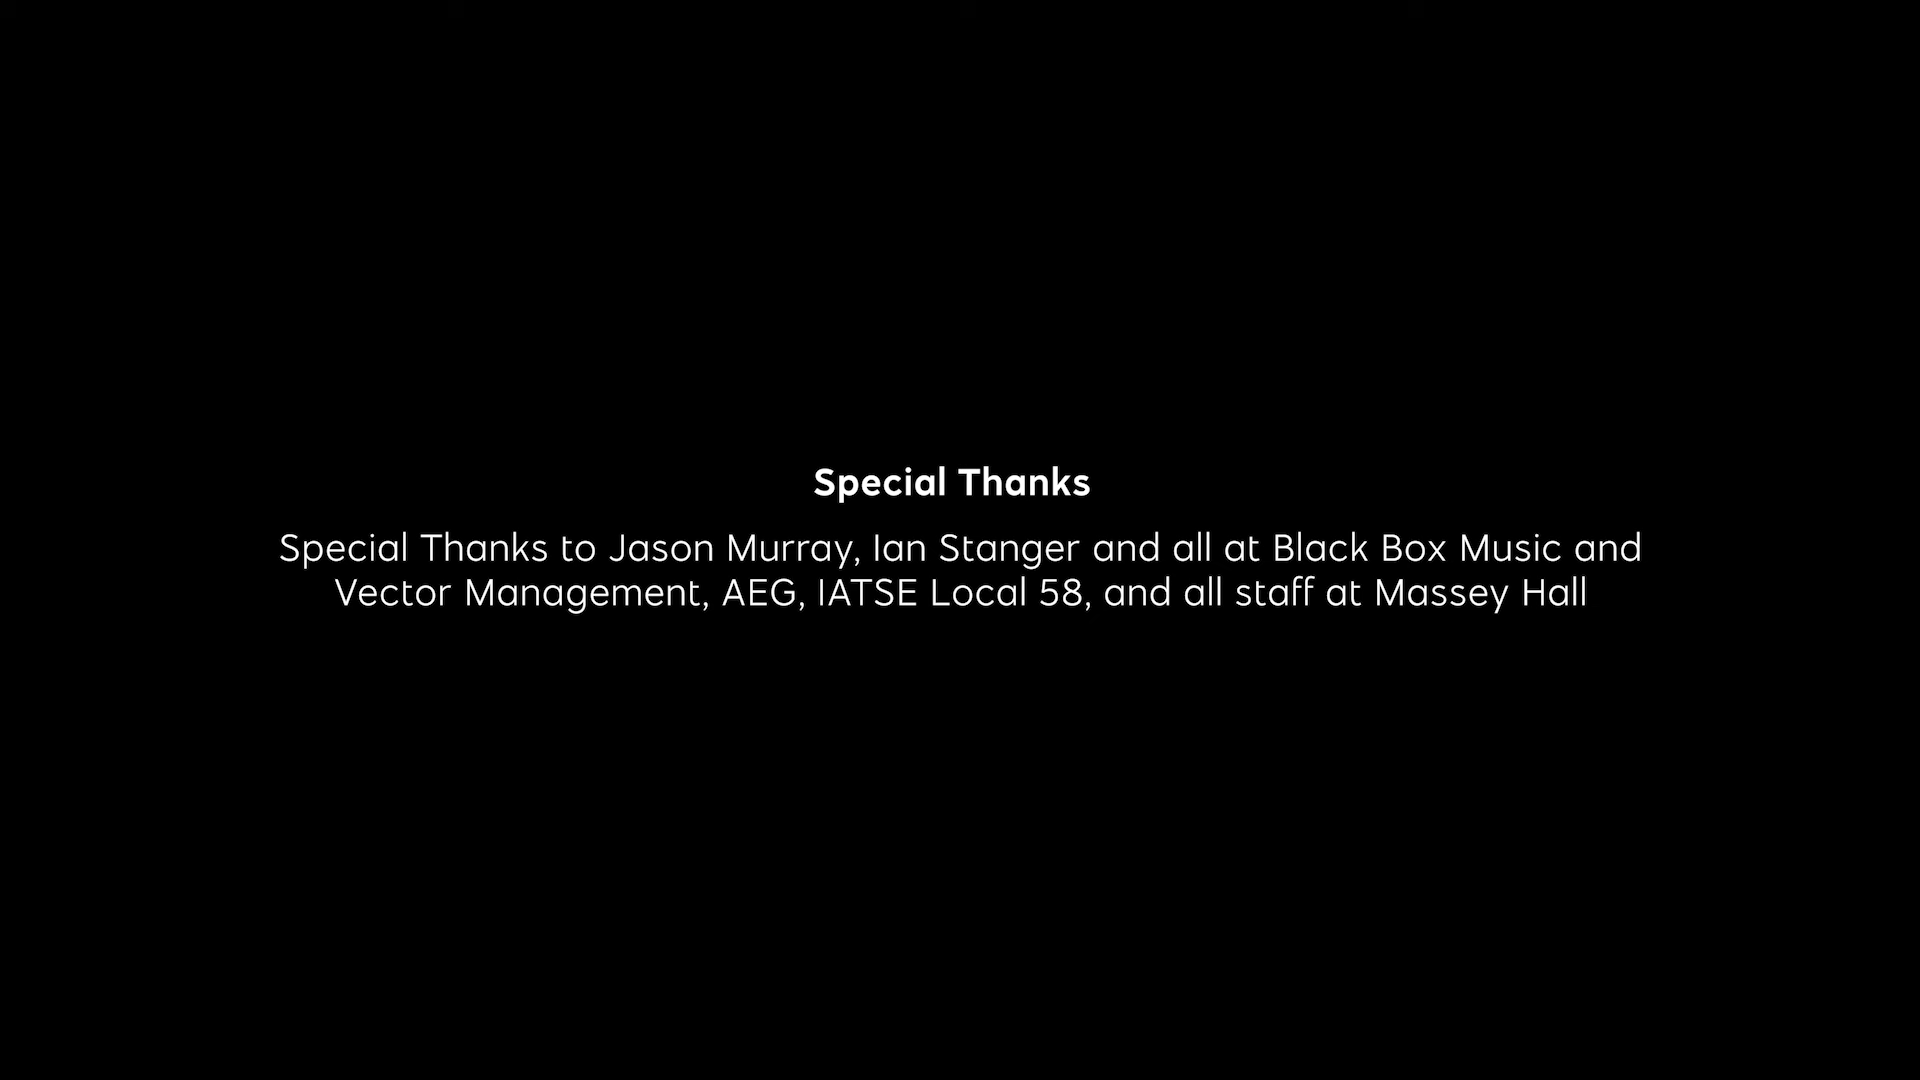 Special Thanks
Special Thanks to Jason Murray, Ian Stanger and all at Black Box Music and
Vector Management, AEG, IATSE Local 58, and all staff at Massey Hall